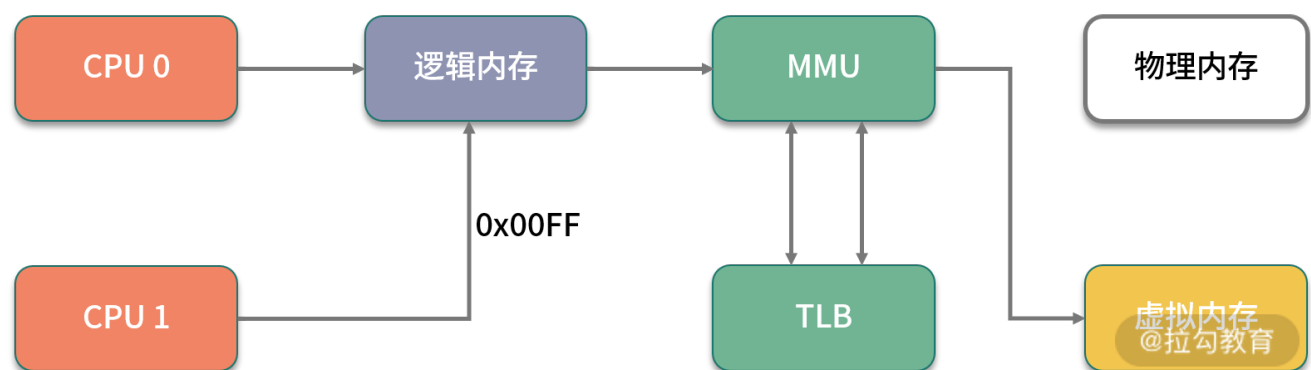 CPU 0
逻辑内存
MMU
物理内存
0x00FF
CPU 1
TLB
虚拟内存
@拉勾教育